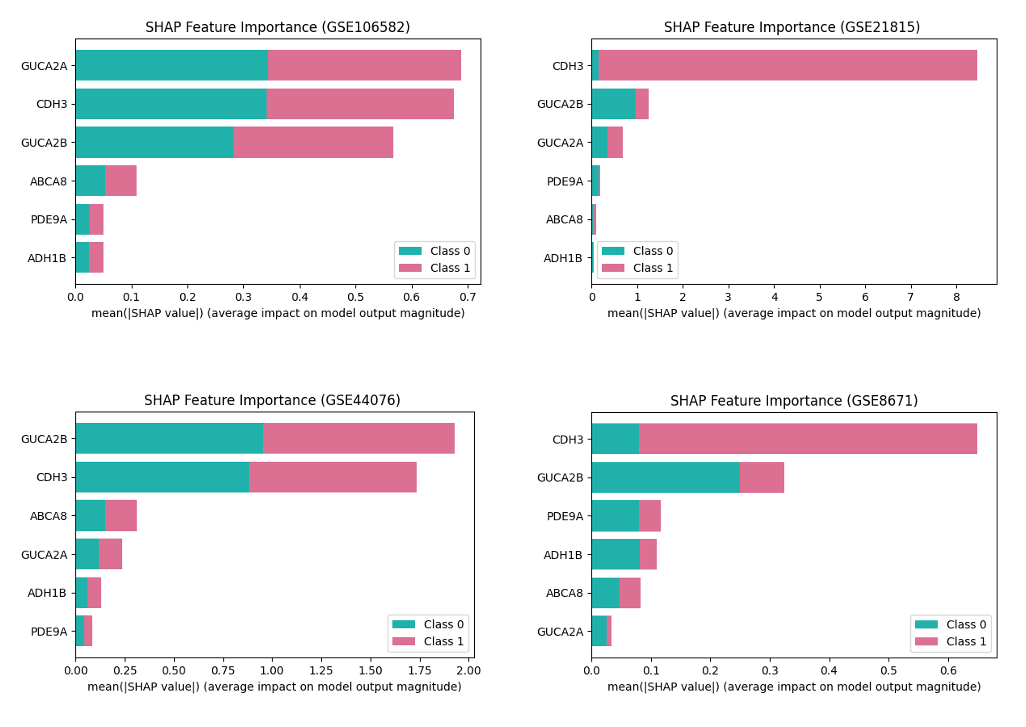 SHAP Feature Importance (GSE106582)
GUCA2A
CDH3
GUCA2B
ABCA8
PDE9A
ADH1B
Class 0
Class 1
0.0 0.1 0.2 0.3 0.4 0.5 0.6 0.7
mean(|SHAP value|) (average impact on model output magnitude)
SHAP Feature Importance (GSE21815)
CDH3
GUCA2B
GUCA2A
PDE9A
ABCA8
ADH1B
Class 0
Class 1
0 1 2 3 4 5 6 7 8
mean(|SHAP value|) (average impact on model output magnitude)
SHAP Feature Importance (GSE44076)
GUCA2B
CDH3
ABCA8
GUCA2A
ADH1B
PDE9A
Class 0
Class 1
0.00 0.25 0.50 0.75 1.00 1.25 1.50 1.75 2.00
mean(|SHAP value|) (average impact on model output magnitude)
SHAP Feature Importance (GSE8671)
CDH3
GUCA2B
PDE9A
ADH1B
ABCA8
GUCA2A
Class 0
Class 1
0.0 0.1 0.2 0.3 0.4 0.5 0.6
mean(|SHAP value|) (average impact on model output magnitude)